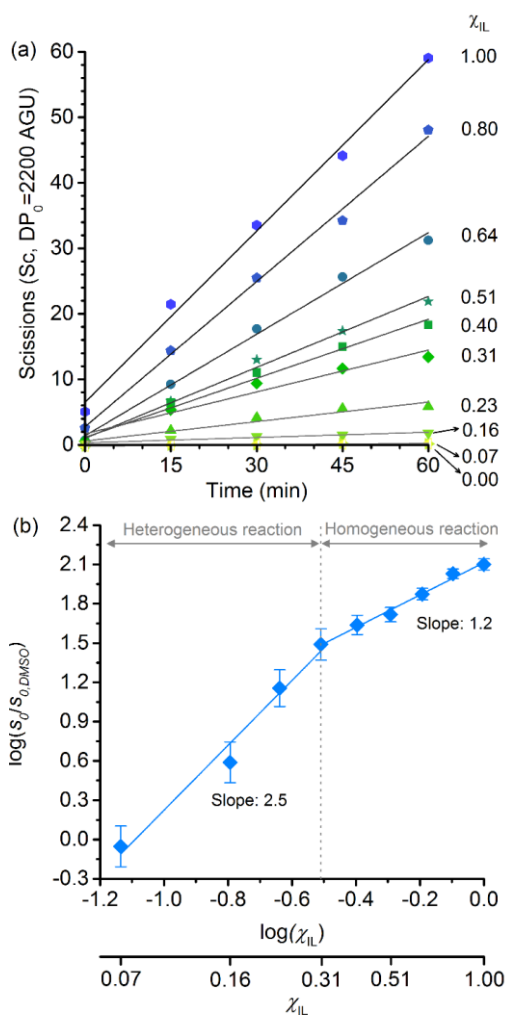 (a)
χIL
60
50
40
30
20
10
0
Scissions (Sc, DP0=2200 AGU)
1.00
0.80
0.64
0.51
0.40
0.31
0.23
0.16
0.07
0.00
0 15 30 45 60
Time (min)
(b)
Heterogeneous reaction Homogeneous reaction
2.4
2.1
1.8
1.5
1.2
0.9
0.6
0.3
0.0
-0.3
log(s0/s0,DMSO)
Slope: 1.2
Slope: 2.5
-1.2 -1.0 -0.8 -0.6 -0.4 -0.2 0.0
log(χIL)
0.07 0.16 0.31 0.51 1.00
χIL